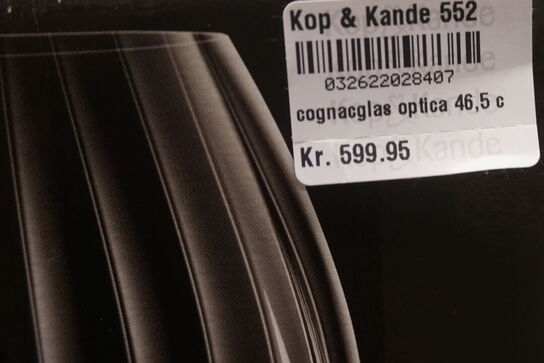 Kop & Kande 552
032622028407
cognacglas optica 46,5 c
Kr. 599.95